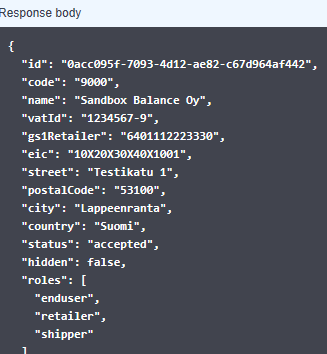 Response body
{
"id": "0acc095f-7093-4d12-ae82-c67d964af442",
"code": "9000",
"name": "Sandbox Balance Oy",
"vatId": "1234567-9",
"gs1Retailer": "6401112223330",
"eic": "10X20X30X40X1001",
"street": "Testikatu 1",
"postalCode": "53100",
"city": "Lappeenranta",
"country": "Suomi",
"status": "accepted",
"hidden": false,
"roles": [
"enduser",
"retailer",
"shipper"
]